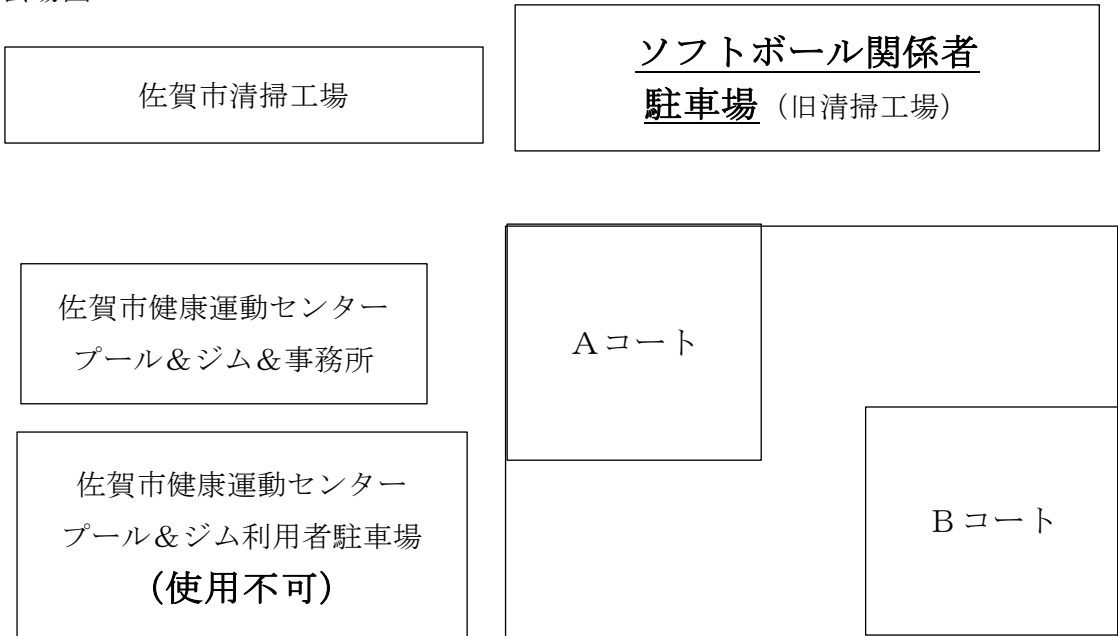 佐賀市清掃工場
ソフトボール関係者
駐車場（旧清掃工場）
佐賀市健康運動センター
プール＆ジム＆事務所
Ａコート
佐賀市健康運動センター
プール＆ジム利用者駐車場
（使用不可）
Ｂコート